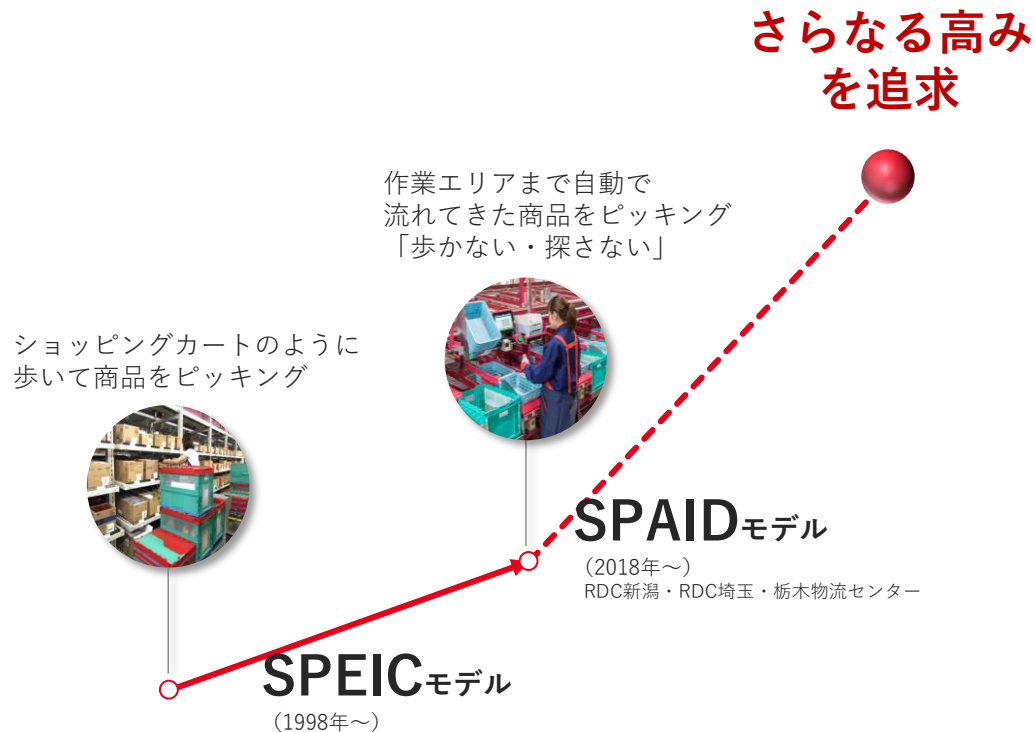 さらなる高み
を追求
作業エリアまで自動で
流れてきた商品をピッキング
「歩かない・探さない」
ショッピングカートのように
歩いて商品をピッキング
SPAIDモデル
（2018年～）
RDC新潟・RDC埼玉・栃木物流センター
SPEICモデル
（1998年～）